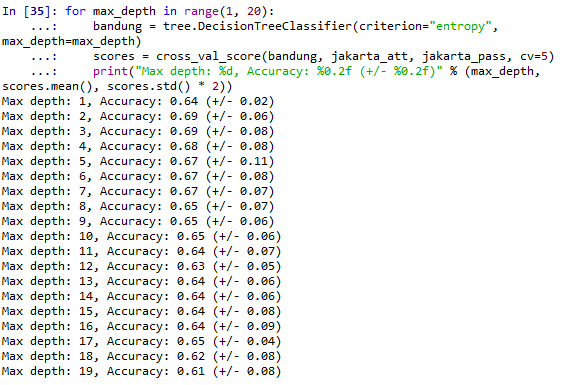 In [35]: for max_depth in range(1, 20):
    ...:     bandung = tree.DecisionTreeClassifier(criterion="entropy",
max_depth=max_depth)
    ...:     scores = cross_val_score(bandung, jakarta_att, jakarta_pass, cv=5)
    ...:     print("Max depth: %d, Accuracy: %0.2f (+/- %0.2f)" % (max_depth,
scores.mean(), scores.std() * 2))
Max depth: 1, Accuracy: 0.64 (+/- 0.02)
Max depth: 2, Accuracy: 0.69 (+/- 0.06)
Max depth: 3, Accuracy: 0.69 (+/- 0.08)
Max depth: 4, Accuracy: 0.68 (+/- 0.08)
Max depth: 5, Accuracy: 0.67 (+/- 0.11)
Max depth: 6, Accuracy: 0.67 (+/- 0.08)
Max depth: 7, Accuracy: 0.67 (+/- 0.07)
Max depth: 8, Accuracy: 0.65 (+/- 0.07)
Max depth: 9, Accuracy: 0.65 (+/- 0.06)
Max depth: 10, Accuracy: 0.65 (+/- 0.06)
Max depth: 11, Accuracy: 0.64 (+/- 0.07)
Max depth: 12, Accuracy: 0.63 (+/- 0.05)
Max depth: 13, Accuracy: 0.64 (+/- 0.06)
Max depth: 14, Accuracy: 0.64 (+/- 0.06)
Max depth: 15, Accuracy: 0.64 (+/- 0.08)
Max depth: 16, Accuracy: 0.64 (+/- 0.09)
Max depth: 17, Accuracy: 0.65 (+/- 0.04)
Max depth: 18, Accuracy: 0.62 (+/- 0.08)
Max depth: 19, Accuracy: 0.61 (+/- 0.08)